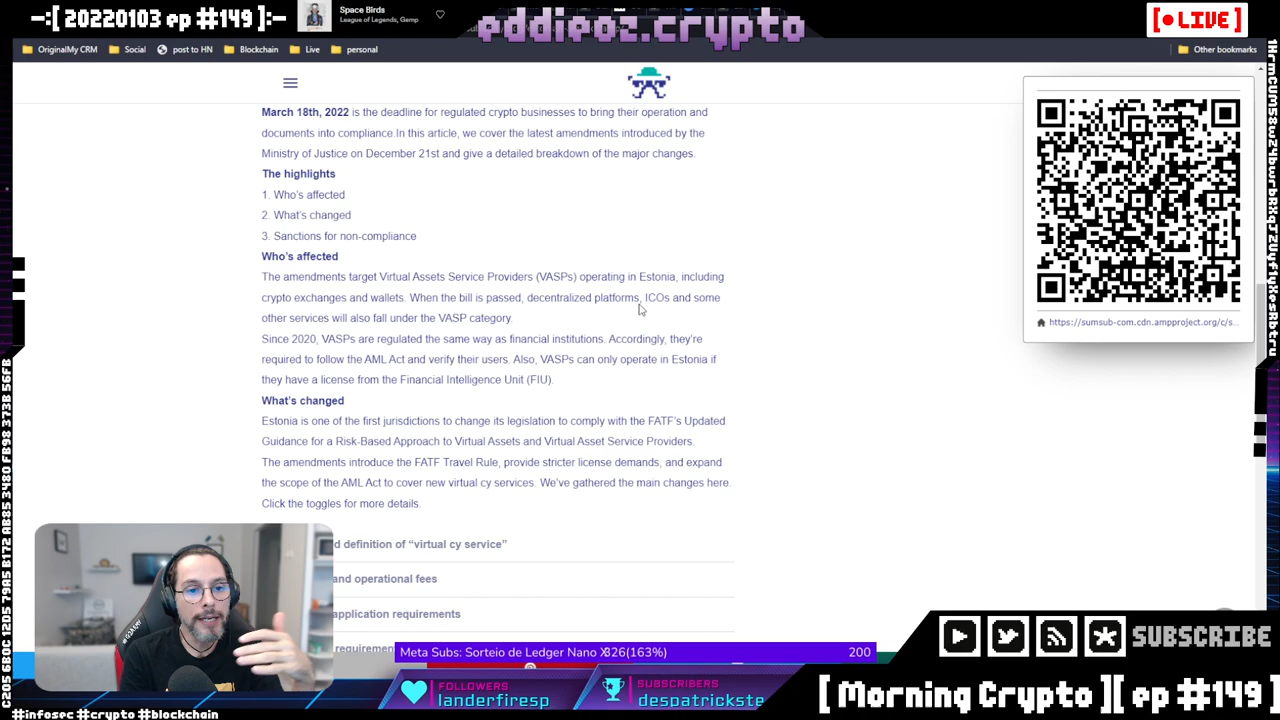 -:[ 20220103 ep #149 ]:-
Space Birds
League of Legends, Gamp
eddieoz.crypto
[ LIVE ]
OriginalMy CRM
Social
post to HN
Blockchain
Live
personal
Other bookmarks
March 18th, 2022 is the deadline for regulated crypto businesses to bring their operation and
documents into compliance.In this article, we cover the latest amendments introduced by the
Ministry of Justice on December 21st and give a detailed breakdown of the major changes.
The highlights
1. Who's affected
2. What's changed
3. Sanctions for non-compliance
Who's affected
The amendments target Virtual Assets Service Providers (VASPs) operating in Estonia, including
crypto exchanges and wallets. When the bill is passed, decentralized platforms, ICOs and some
other services will also fall under the VASP category.
Since 2020, VASPs are regulated the same way as financial institutions. Accordingly, they're
required to follow the AML Act and verify their users. Also, VASPs can only operate in Estonia if
they have a license from the Financial Intelligence Unit (FIU).
What's changed
Estonia is one of the first jurisdictions to change its legislation to comply with the FATF's Updated
Guidance for a Risk-Based Approach to Virtual Assets and Virtual Asset Service Providers.
The amendments introduce the FATF Travel Rule, provide stricter license demands, and expand
the scope of the AML Act to cover new virtual cy services. We've gathered the main changes here.
Click the toggles for more details.
d definition of “virtual cy service”
and operational fees
application requirements
requirem
https://sumsub-com.cdn.ampproject.org/c/s...
Meta Subs: Sorteio de Ledger Nano X
326(163%)
200
FOLLOWERS
landerfiresp
SUBSCRIBERS
despatrickste
SUBSCRIBE
[ Morning Crypto ][ ep #149 ]
#crypto #blockchain